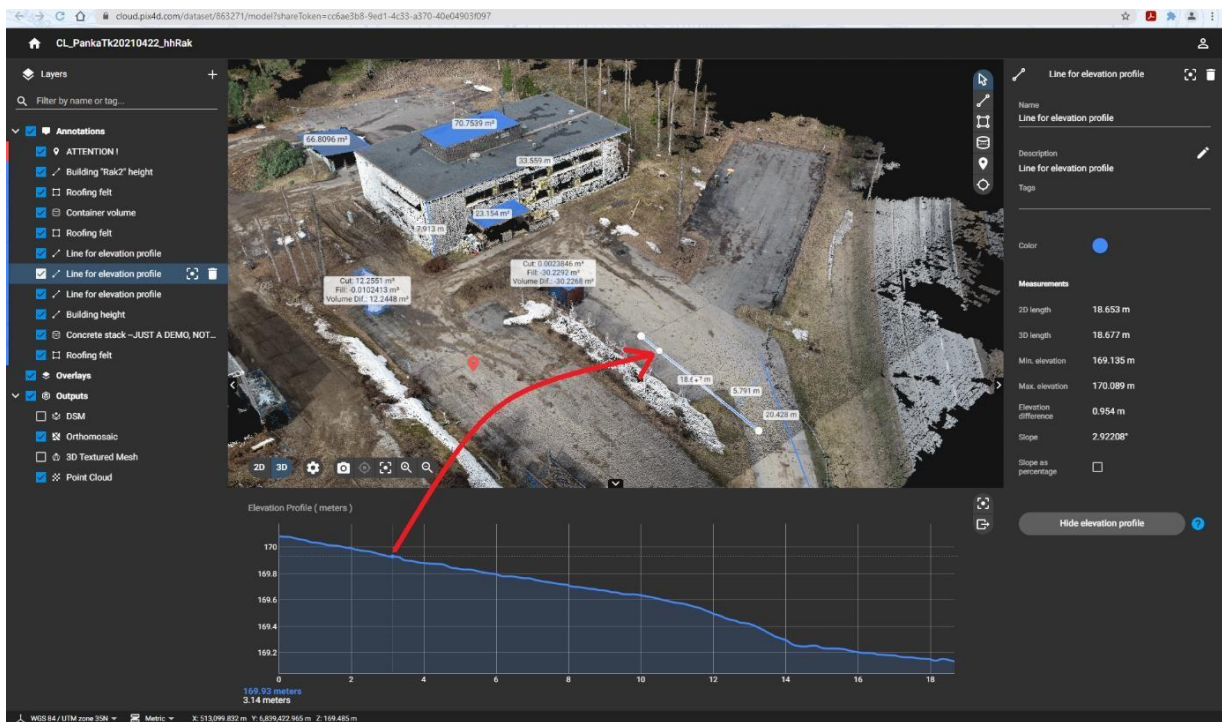 cloud.pix4d.com/dataset/863271/model?shareToken=cc6ae3b8-9ed1-4c33-a370-40e04903f097
CL_PankaTk20210422_hhRak
Layers
Filter by name or tag...
Annotations
ATTENTION !
Building "Rak2" height
Roofing felt
Container volume
Roofing felt
Line for elevation profile
Line for elevation profile
Line for elevation profile
Building height
Concrete stack --JUST A DEMO, NOT...
Roofing felt
Overlays
Outputs
DSM
Orthomosaic
3D Textured Mesh
Point Cloud
66.8096 m²
70.7539 m²
33.559 m
23.154 m²
7.913 m
Cut: 12.2551 m³
Fill: -0.0102413 m³
Volume Dif.: 12.2448 m³
Cut: 0.0023846 m³
Fill: -30.2292 m³
Volume Dif.: -30.2268 m³
5.791 m
20.428 m
2D 3D
Line for elevation profile
Name
Line for elevation profile
Description
Line for elevation profile
Tags
Color
Measurements
2D length 18.653 m
3D length 18.677 m
Min. elevation 169.135 m
Max. elevation 170.089 m
Elevation
difference 0.954 m
Slope 2.92208°
Slope as
percentage
Hide elevation profile ?
Elevation Profile ( meters )
170
169.8
169.6
169.4
169.2
0 2 4 6 8 10 12 14 16 18
169.93 meters
3.14 meters
WGS 84 / UTM zone 35N Metric X: 513,099.832 m Y: 6,839,422.965 m Z: 169.485 m